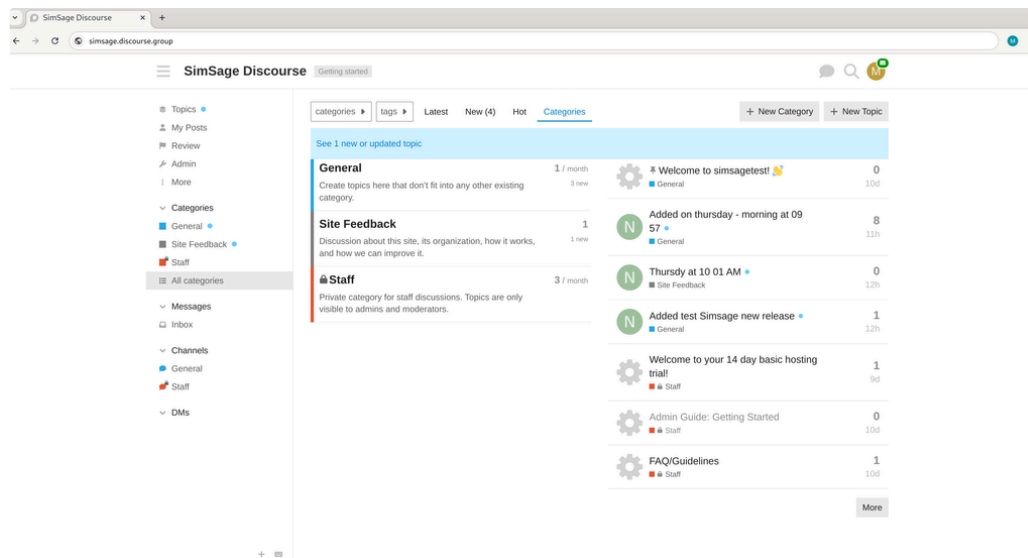 SimSage Discourse
simsage.discourse.group
M
SimSage Discourse
Getting started
M
Topics
My Posts
Review
Admin
More
Categories
General
Site Feedback
Staff
All categories
Messages
Inbox
Channels
General
Staff
DMs
categories
tags
Latest
New (4)
Hot
Categories
+ New Category
+ New Topic
See 1 new or updated topic
General
1 / month
Create topics here that don't fit into any other existing
3 new
category.
Site Feedback
1
Discussion about this site, its organization, how it works,
1 new
and how we can improve it.
Staff
3 / month
Private category for staff discussions. Topics are only
visible to admins and moderators.
Welcome to simsagetest! 👋
0
General
10d
N
Added on thursday - morning at 09
57
8
General
11h
N
Thursdy at 10 01 AM
0
Site Feedback
12h
N
Added test Simsage new release
1
General
12h
Welcome to your 14 day basic hosting
trial!
1
Staff
9d
Admin Guide: Getting Started
0
Staff
10d
FAQ/Guidelines
1
Staff
10d
More